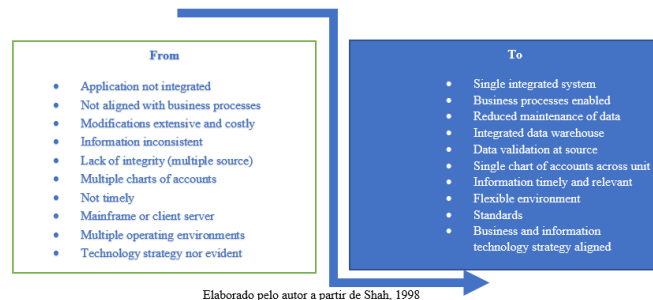 From
Application not integrated
Not aligned with business processes
Modifications extensive and costly
Information inconsistent
Lack of integrity (multiple source)
Multiple charts of accounts
Not timely
Mainframe or client server
Multiple operating environments
Technology strategy nor evident
To
Single integrated system
Business processes enabled
Reduced maintenance of data
Integrated data warehouse
Data validation at source
Single chart of accounts across unit
Information timely and relevant
Flexible environment
Standards
Business and information
technology strategy aligned
Elaborado pelo autor a partir de Shah, 1998